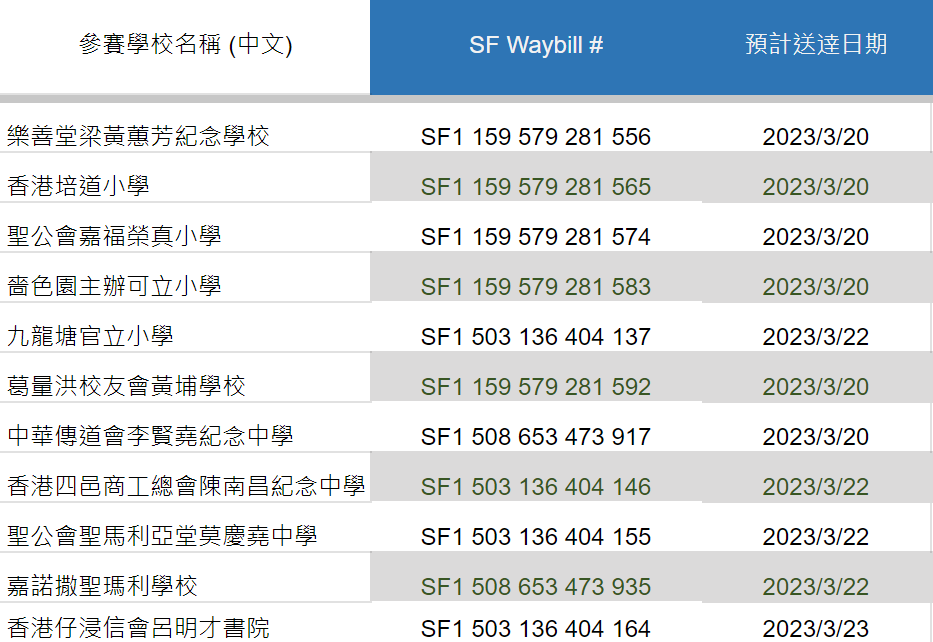 參賽學校名稱 (中文) SF Waybill # 預計送達日期
樂善堂梁黃蕙芳紀念學校 SF1 159 579 281 556 2023/3/20
香港培道小學 SF1 159 579 281 565 2023/3/20
聖公會嘉福榮真小學 SF1 159 579 281 574 2023/3/20
嗇色園主辦可立小學 SF1 159 579 281 583 2023/3/20
九龍塘官立小學 SF1 503 136 404 137 2023/3/22
葛量洪校友會黃埔學校 SF1 159 579 281 592 2023/3/20
中華傳道會李賢堯紀念中學 SF1 508 653 473 917 2023/3/20
香港四邑商工總會陳南昌紀念中學 SF1 503 136 404 146 2023/3/22
聖公會聖馬利亞堂莫慶堯中學 SF1 503 136 404 155 2023/3/22
嘉諾撒聖瑪利學校 SF1 508 653 473 935 2023/3/22
香港仔浸信會呂明才書院 SF1 503 136 404 164 2023/3/23